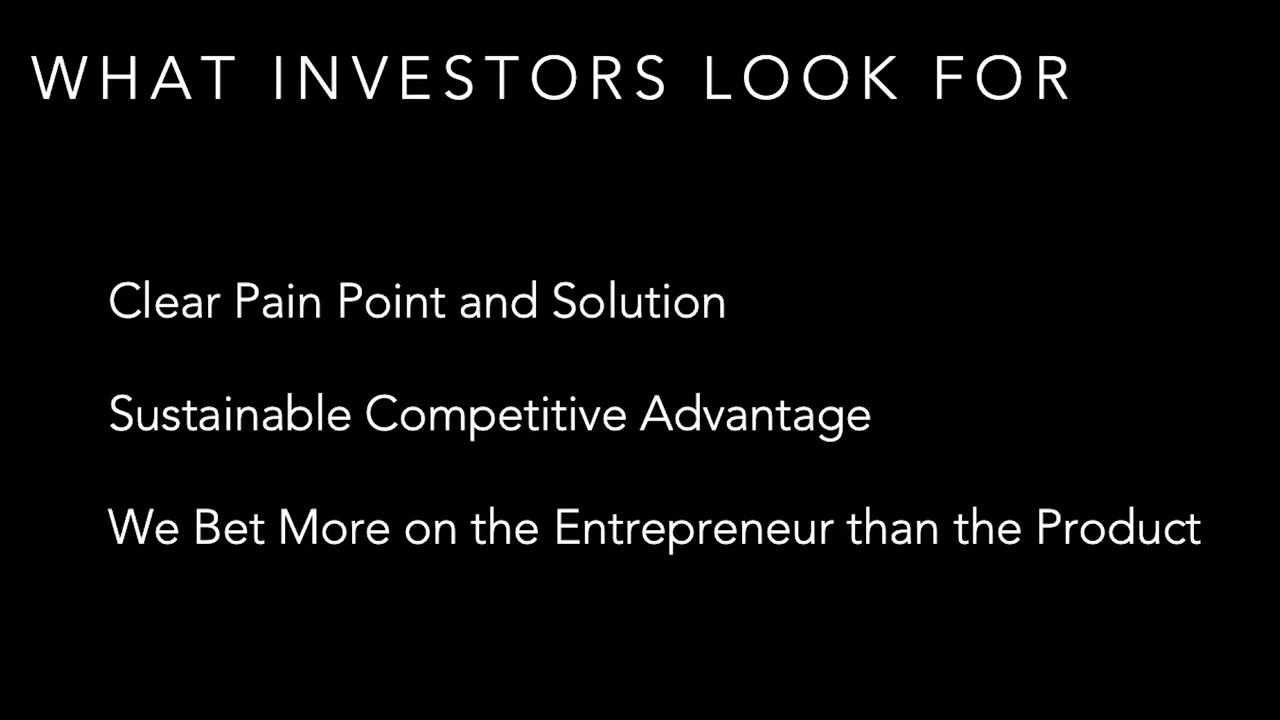 WHAT INVESTORS LOOK FOR
Clear Pain Point and Solution
Sustainable Competitive Advantage
We Bet More on the Entrepreneur than the Product